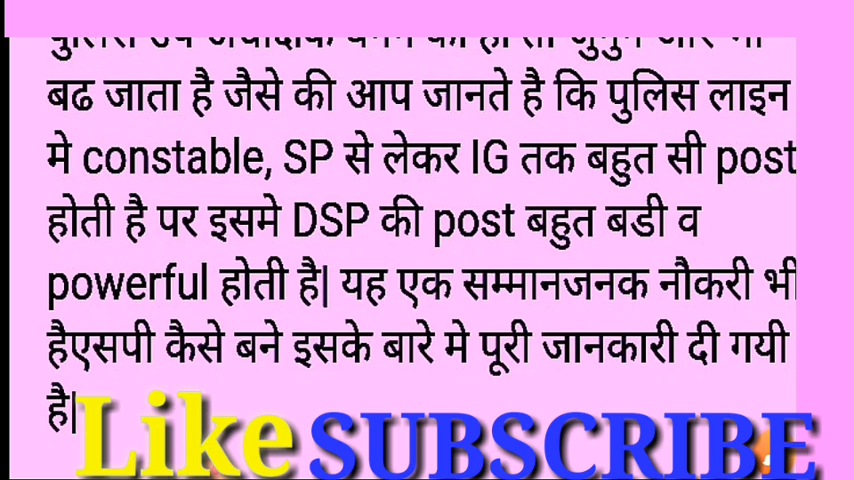 बढ जाता है जैसे की आप जानते है कि पुलिस लाइन
मे constable, SP से लेकर IG तक बहुत सी post
होती है पर इसमे DSP की post बहुत बडी व
powerful होती है| यह एक सम्मानजनक नौकरी भी
हैएसपी कैसे बने इसके बारे मे पूरी जानकारी दी गयी
है|
Like SUBSCRIBE